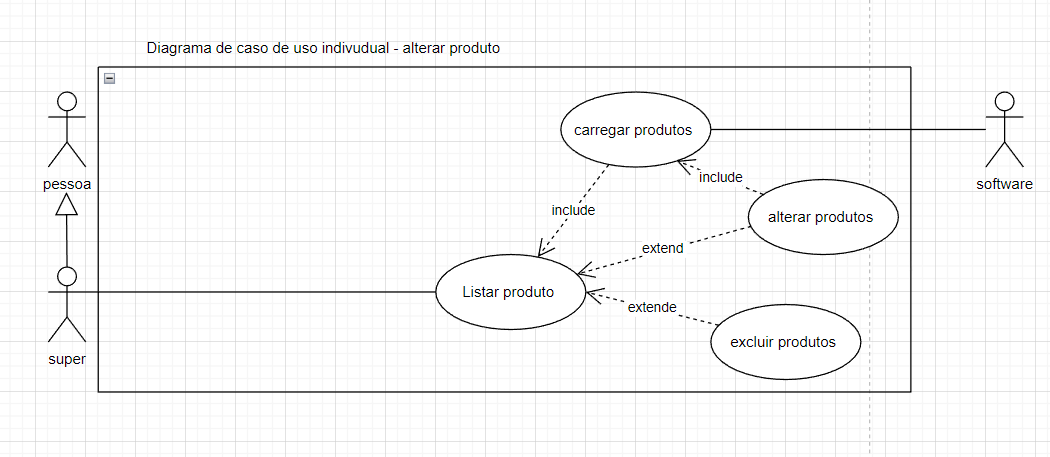 Diagrama de caso de uso indivudual - alterar produto
carregar produtos
pessoa
software
include
include
alterar produtos
extend
Listar produto
extende
excluir produtos
super